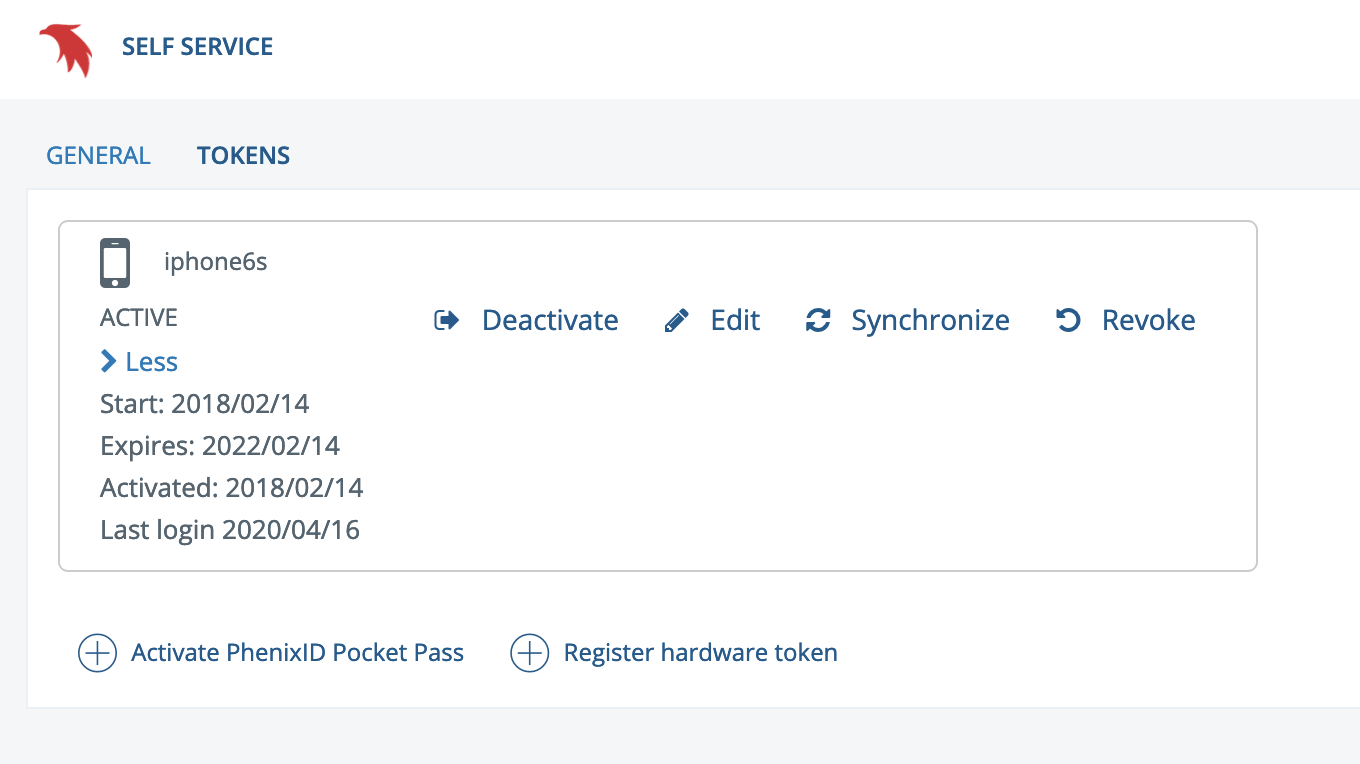 SELF SERVICE
GENERAL TOKENS
iphone6s
ACTIVE Deactivate Edit Synchronize Revoke
Less
Start: 2018/02/14
Expires: 2022/02/14
Activated: 2018/02/14
Last login 2020/04/16
Activate PhenixID Pocket Pass Register hardware token